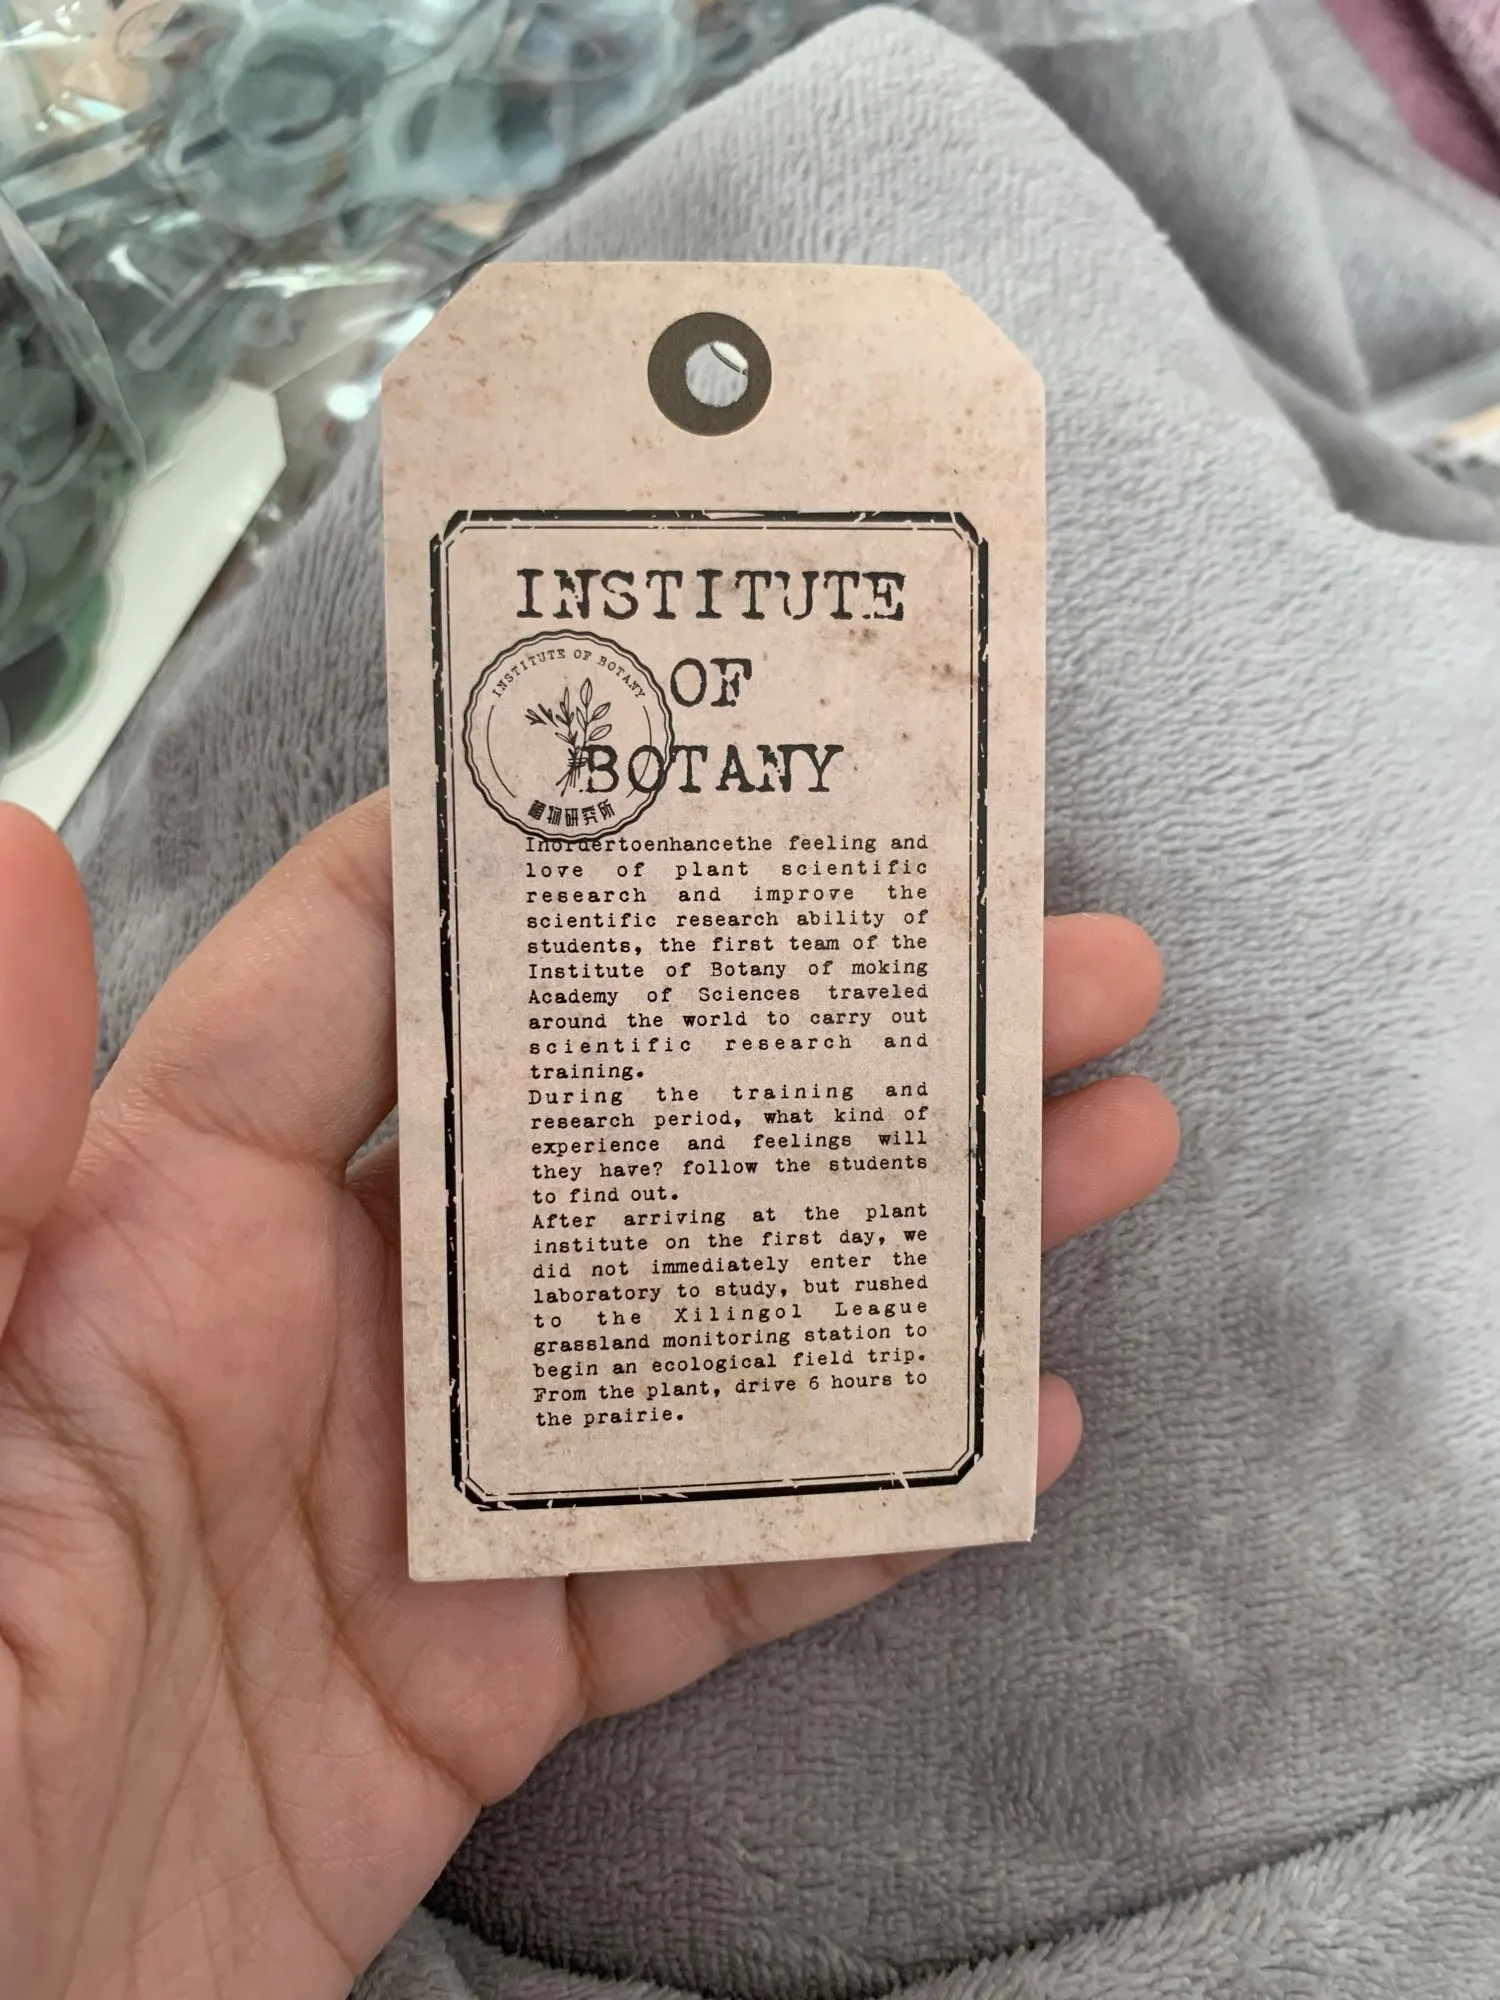 INSTITUTE
OF
BOTANY
INSTITUTE OF BOTANY
植物研究所
Inordertoenhancethe feeling and
love of plant scientific
research and improve the
scientific research ability of
students, the first team of the
Institute of Botany of moking
Academy of Sciences traveled
around the world to carry out
scientific research and
training.
During the training and
research period, what kind of
experience and feelings will
they have? follow the students
to find out.
After arriving at the plant
institute on the first day, we
did not immediately enter the
laboratory to study, but rushed
to the Xilingol League
grassland monitoring station to
begin an ecological field trip.
From the plant, drive 6 hours to
the prairie.